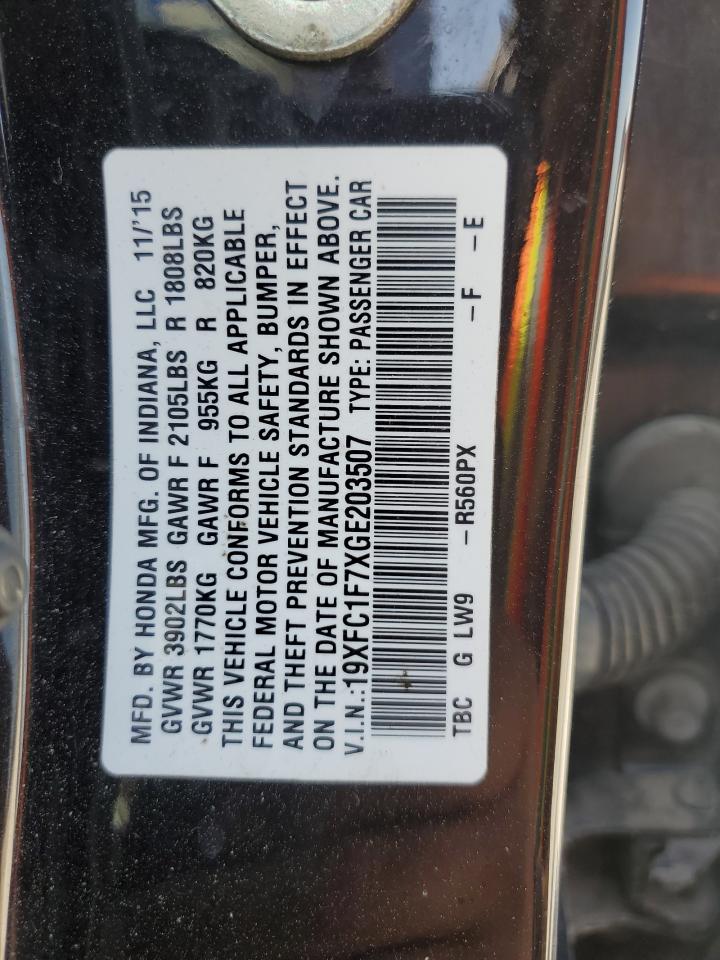 MFD. BY HONDA MFG. OF INDIANA, LLC 11/'15
GVWR 3902LBS GAWR F 2105LBS R 1808LBS
GVWR 1770KG GAWR F 955KG R 820KG
THIS VEHICLE CONFORMS TO ALL APPLICABLE
FEDERAL MOTOR VEHICLE SAFETY, BUMPER,
AND THEFT PREVENTION STANDARDS IN EFFECT
ON THE DATE OF MANUFACTURE SHOWN ABOVE.
V.I.N.:19XFC1F7XGE203507 TYPE: PASSENGER CAR
TBC G LW9 -R560PX -F -E